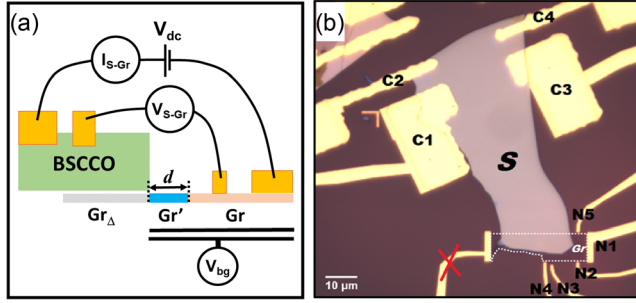 (a)
V_dc
I_S-Gr
V_S-Gr
BSCCO
d
Gr_Δ
Gr'
Gr
V_bg
(b)
C4
C2
C3
C1
S
N5
Gr
N1
N2
N4
N3
10 μm